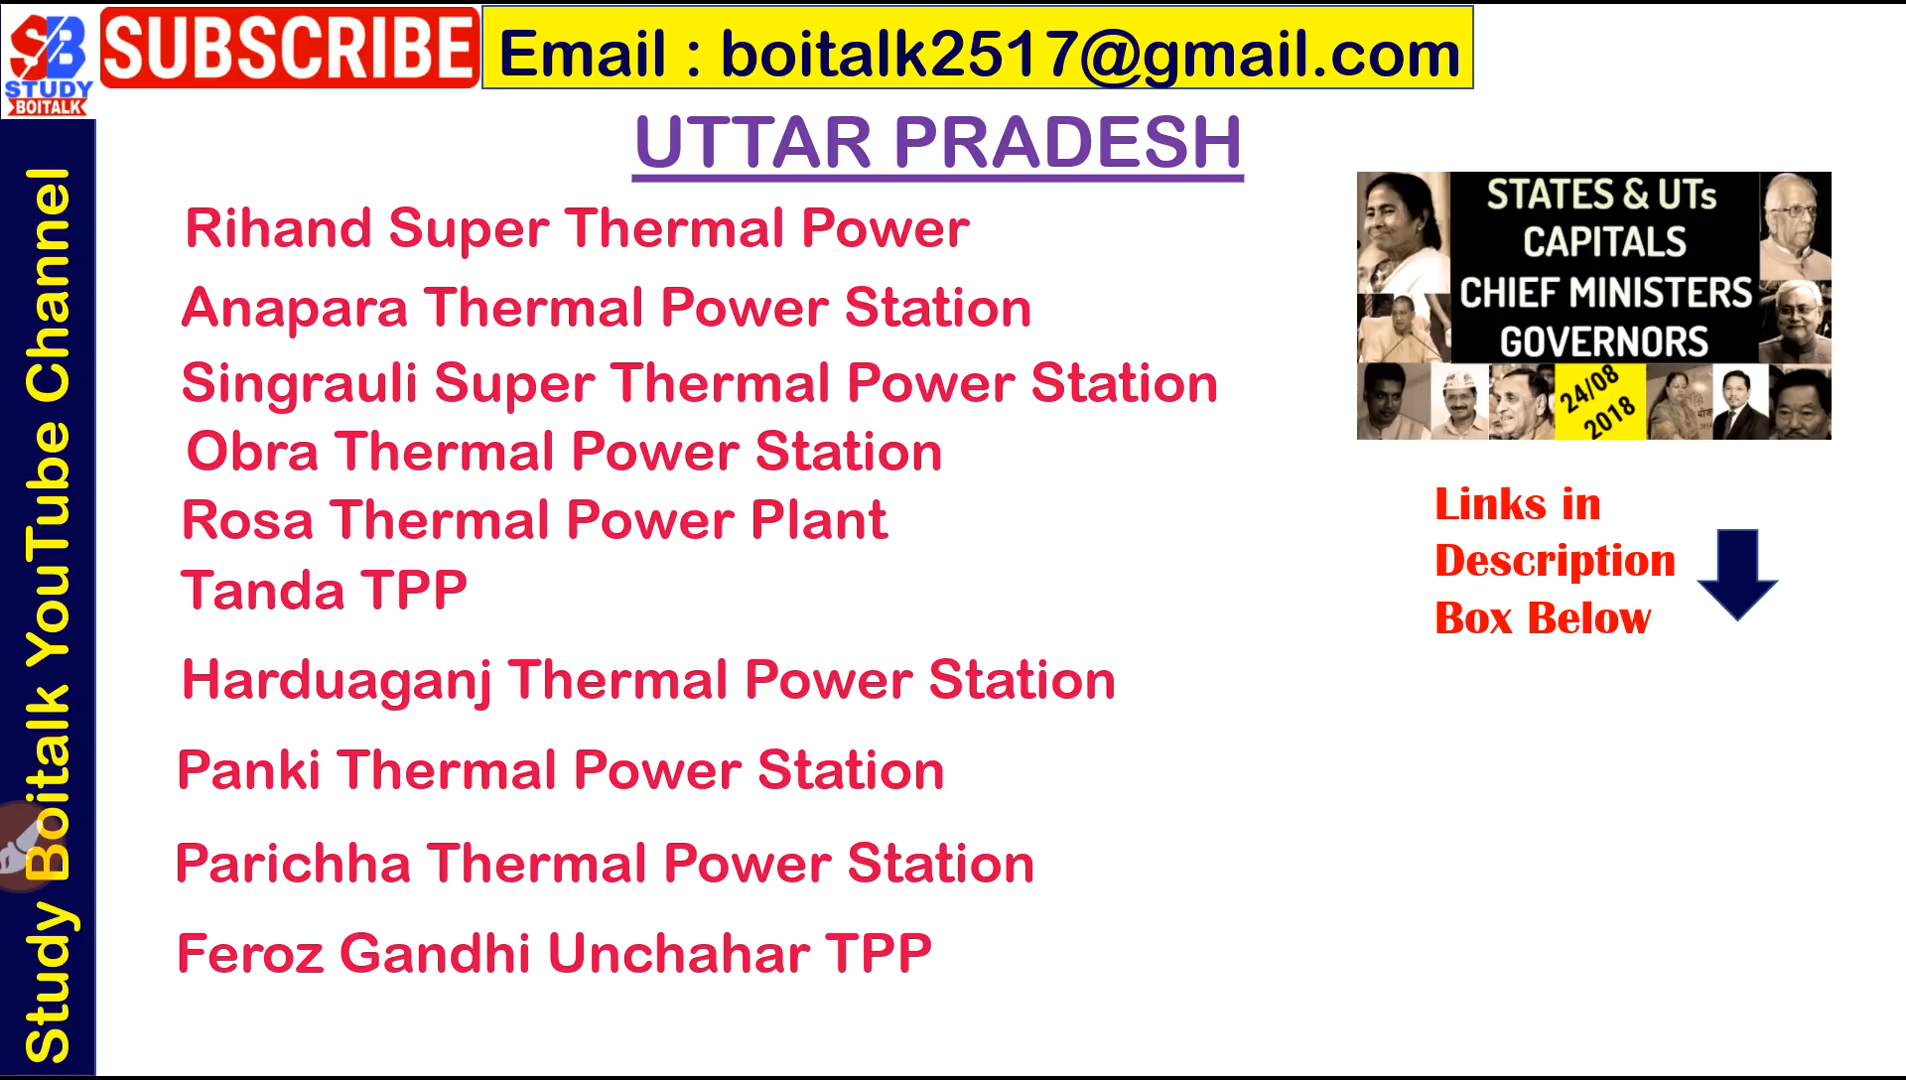 SB
STUDY
BOITALK
SUBSCRIBE
Email : boitalk2517@gmail.com
Study Boitalk YouTube Channel
UTTAR PRADESH
Rihand Super Thermal Power
Anapara Thermal Power Station
Singrauli Super Thermal Power Station
Obra Thermal Power Station
Rosa Thermal Power Plant
Tanda TPP
Harduaganj Thermal Power Station
Panki Thermal Power Station
Parichha Thermal Power Station
Feroz Gandhi Unchahar TPP
STATES & UTs
CAPITALS
CHIEF MINISTERS
GOVERNORS
24/08
2018
Links in
Description
Box Below